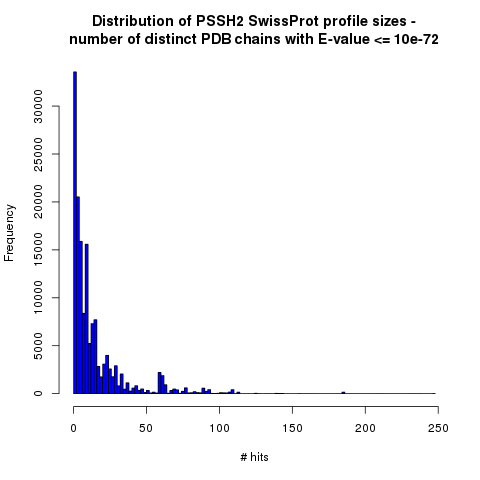 Distribution of PSSH2 SwissProt profile sizes -
number of distinct PDB chains with E-value <= 10e-72
Frequency
30000
25000
20000
15000
10000
5000
0
0 50 100 150 200 250
# hits